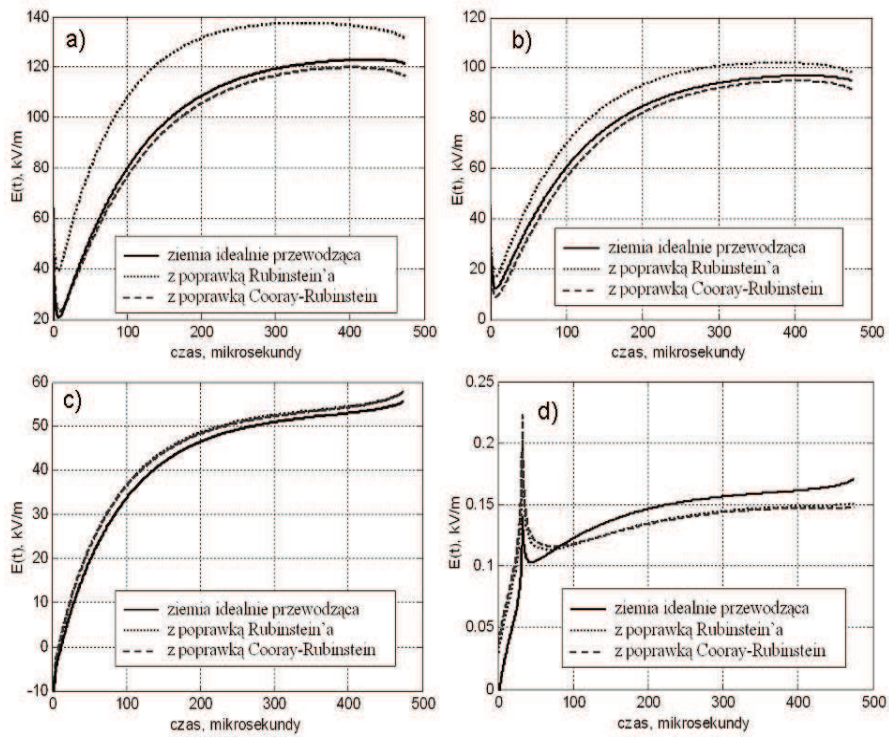 a)
E(t), kV/m
140
120
100
80
60
40
20
0 100 200 300 400 500
czas, mikrosekundy
ziemia idealnie przewodząca
z poprawką Rubinstein'a
z poprawką Cooray-Rubinstein
b)
E(t), kV/m
120
100
80
60
40
20
0
0 100 200 300 400 500
czas, mikrosekundy
ziemia idealnie przewodząca
z poprawką Rubinstein'a
z poprawką Cooray-Rubinstein
c)
E(t), kV/m
60
50
40
30
20
10
0
-10
0 100 200 300 400 500
czas, mikrosekundy
ziemia idealnie przewodząca
z poprawką Rubinstein'a
z poprawką Cooray-Rubinstein
d)
E(t), kV/m
0.25
0.2
0.15
0.1
0.05
0
0 100 200 300 400 500
czas, mikrosekundy
ziemia idealnie przewodząca
z poprawką Rubinstein'a
z poprawką Cooray-Rubinstein